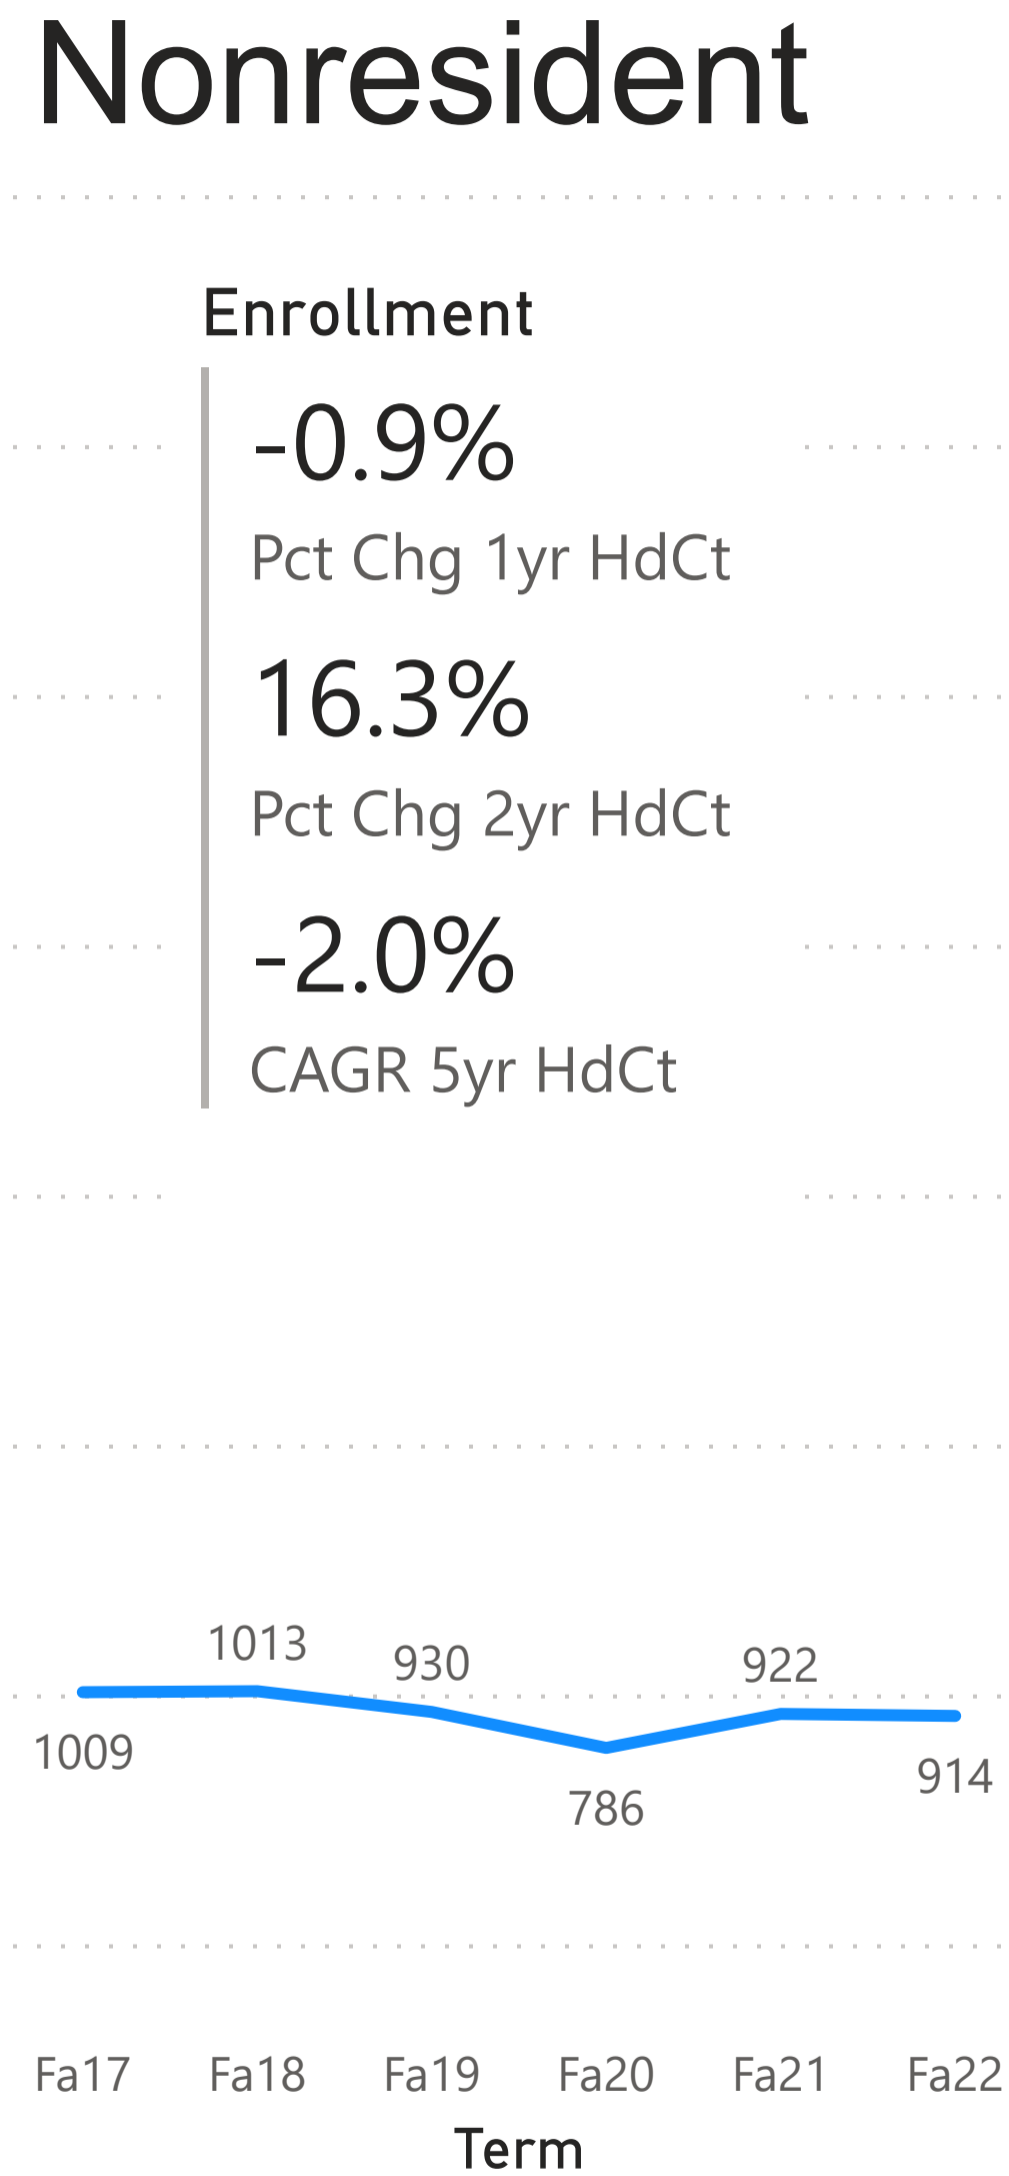 Nonresident
Enrollment
-0.9%
Pct Chg 1yr HdCt
16.3%
Pct Chg 2yr HdCt
-2.0%
CAGR 5yr HdCt
1013
930
922
1009
914
786
Fa17 Fa18 Fa19 Fa20 Fa21 Fa22
Term